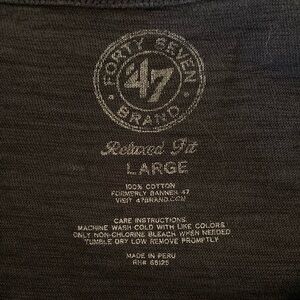 FORTY SEVEN
'47
BRAND
Relaxed Fit
LARGE
100% COTTON
FORMERLY BANNER 47
VISIT 47BRAND.COM
CARE INSTRUCTIONS:
MACHINE WASH COLD WITH LIKE COLORS
ONLY NON-CHLORINE BLEACH WHEN NEEDED
TUMBLE DRY LOW REMOVE PROMPTLY
MADE IN PERU
RN# 65125